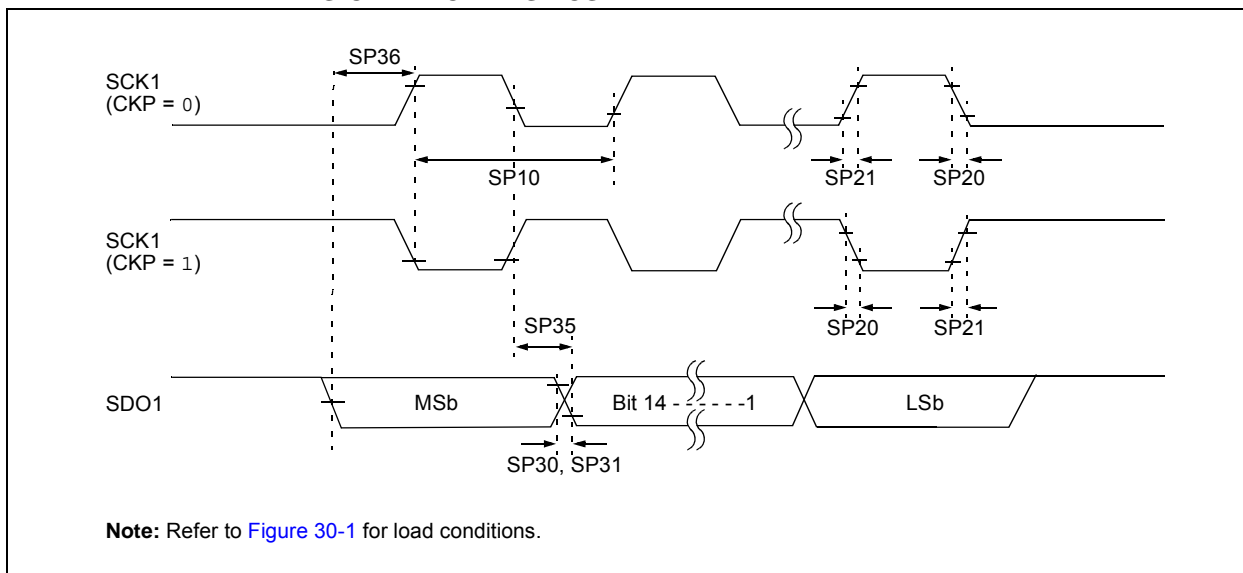 SP36
SCK1
(CKP = 0)
SP10
SP21
SP20
SCK1
(CKP = 1)
SP35
SP20
SP21
SDO1
MSb
Bit 14 - - - - - -1
LSb
SP30, SP31
Note: Refer to Figure 30-1 for load conditions.